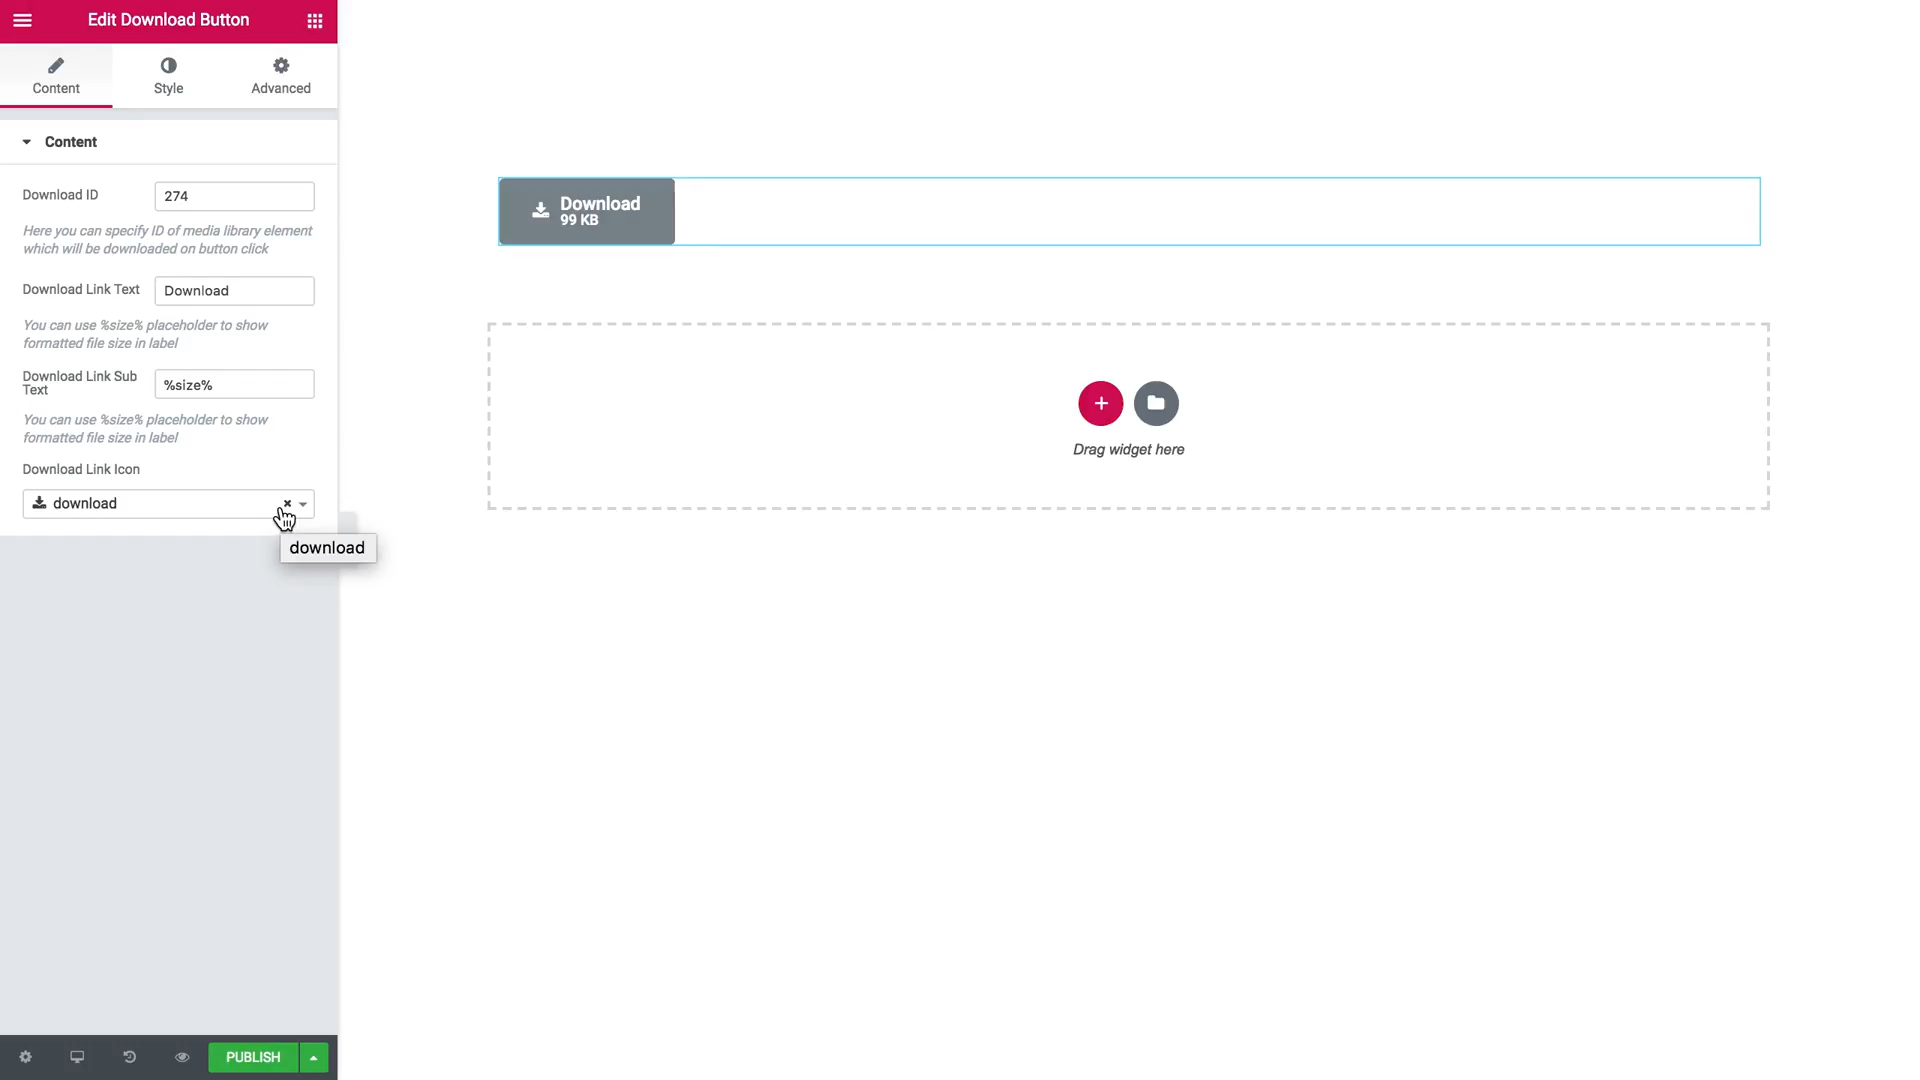 Edit Download Button
Content
Style
Advanced
Content
Download ID
274
Here you can specify ID of media library element
which will be downloaded on button click
Download Link Text
Download
You can use %size% placeholder to show
formatted file size in label
Download Link Sub
Text
%size%
You can use %size% placeholder to show
formatted file size in label
Download Link Icon
download
download
PUBLISH
Download
99 KB
Drag widget here